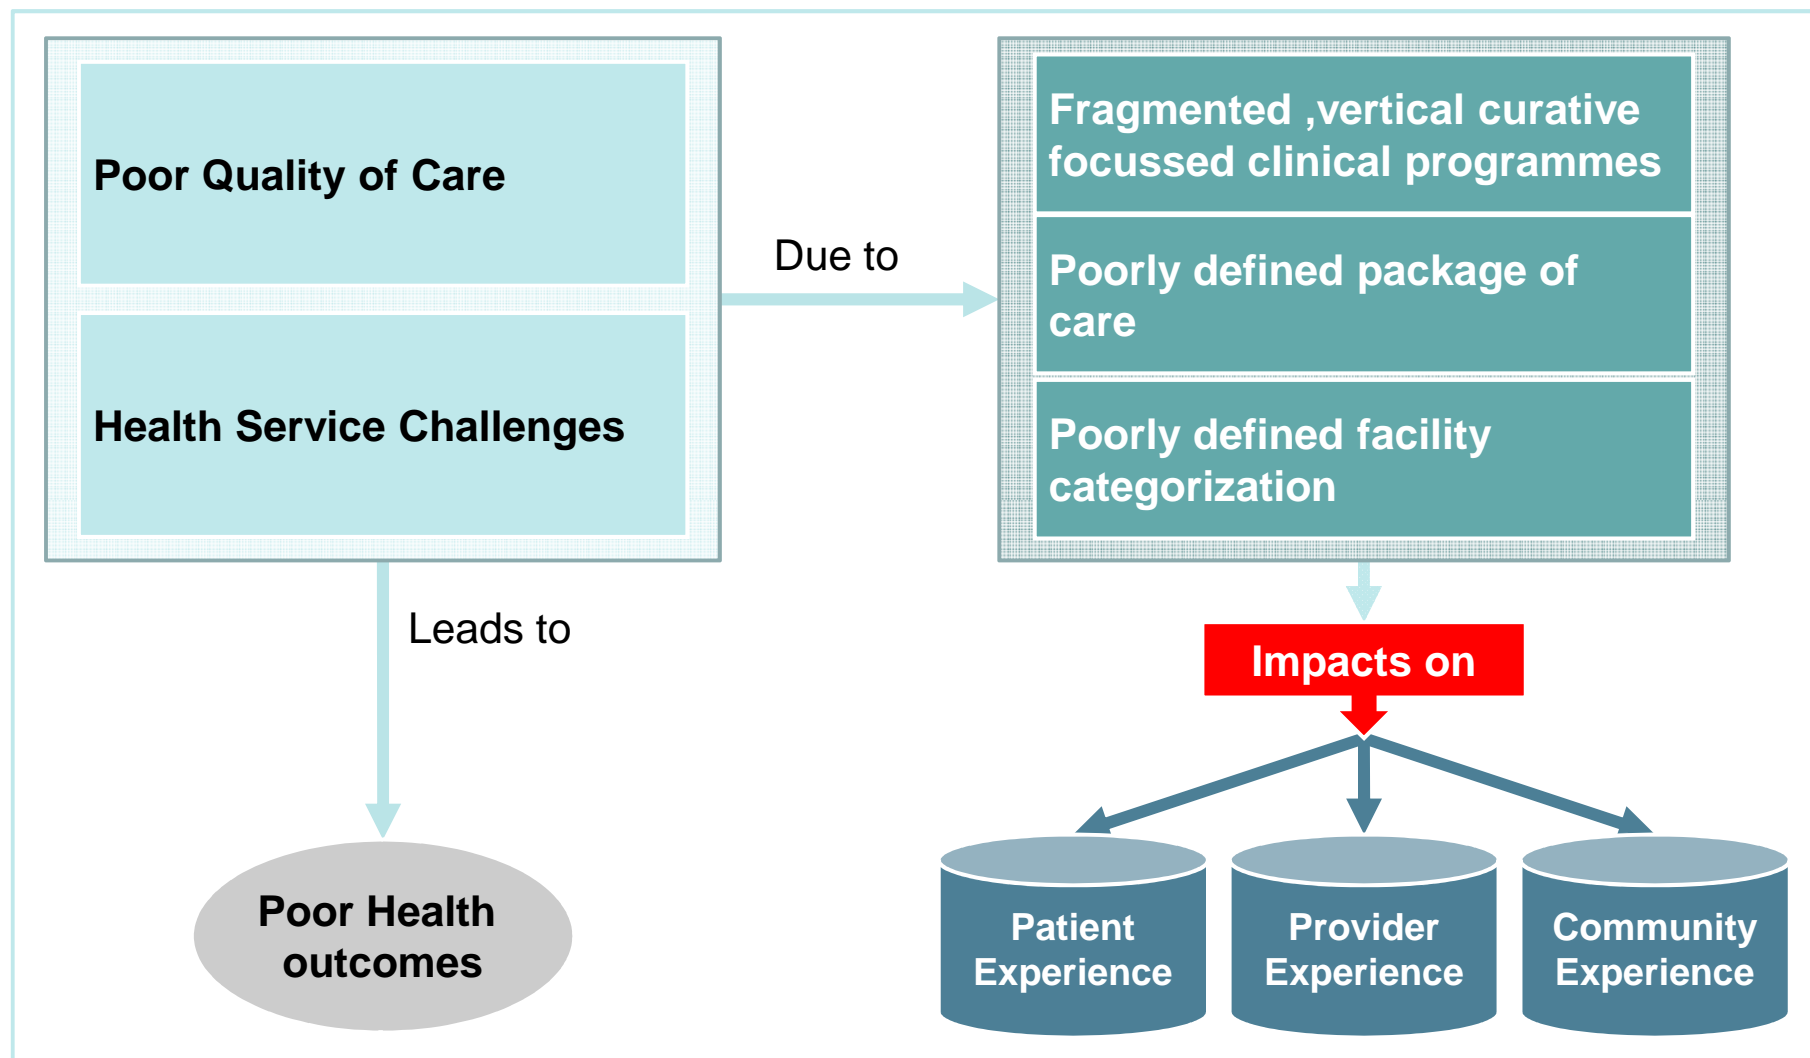 Poor Quality of Care
Health Service Challenges
Due to
Fragmented ,vertical curative
focussed clinical programmes
Poorly defined package of
care
Poorly defined facility
categorization
Leads to
Impacts on
Poor Health
outcomes
Patient
Experience
Provider
Experience
Community
Experience